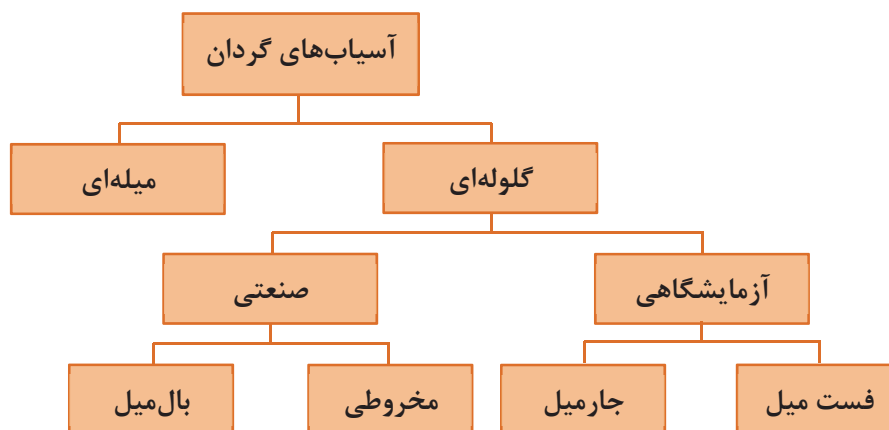 آسیاب‌های گردان
گلوله‌ای
میله‌ای
آزمایشگاهی
صنعتی
فست میل
جارمیل
مخروطی
بال‌میل